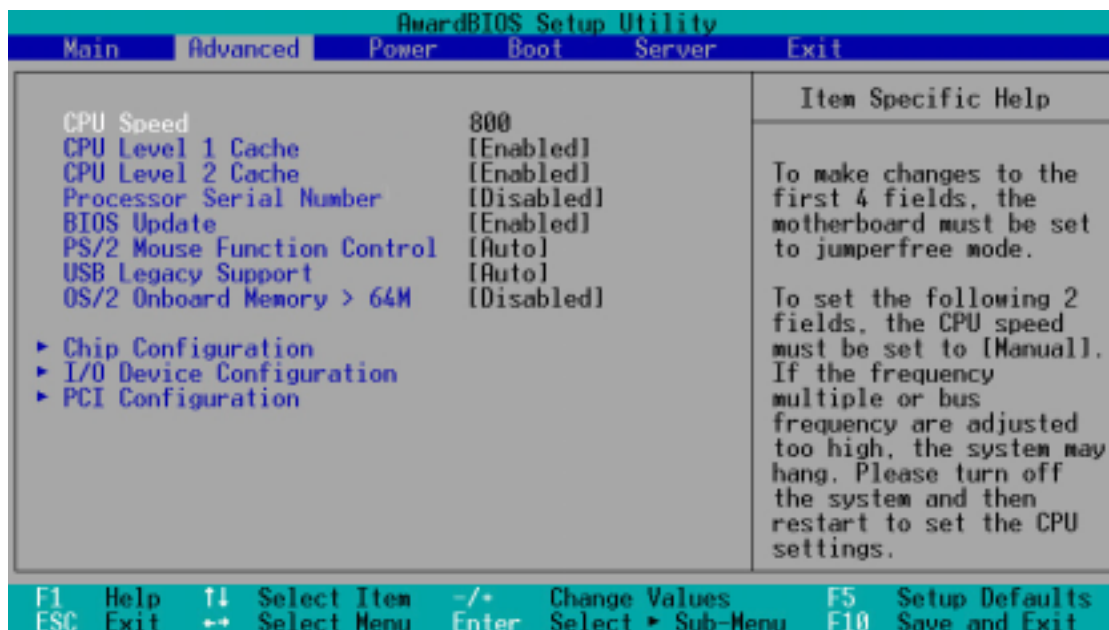 AwardBIOS Setup Utility
Main Advanced Power Boot Server Exit
CPU Speed 800
CPU Level 1 Cache [Enabled]
CPU Level 2 Cache [Enabled]
Processor Serial Number [Disabled]
BIOS Update [Enabled]
PS/2 Mouse Function Control [Auto]
USB Legacy Support [Auto]
OS/2 Onboard Memory > 64M [Disabled]
► Chip Configuration
► I/O Device Configuration
► PCI Configuration
Item Specific Help
To make changes to the
first 4 fields, the
motherboard must be set
to jumperfree mode.
To set the following 2
fields, the CPU speed
must be set to [Manual].
If the frequency
multiple or bus
frequency are adjusted
too high, the system may
hang. Please turn off
the system and then
restart to set the CPU
settings.
F1 Help ↑↓ Select Item -/+ Change Values F5 Setup Defaults
ESC Exit ←→ Select Menu Enter Select ► Sub-Menu F10 Save and Exit